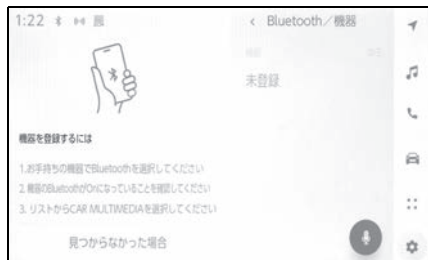 1:22
Bluetooth／機器
未登録
機器を登録するには
1.お手持ちの機器でBluetoothを選択してください
2.機器のBluetoothがOnになっていることを確認してください
3. リストからCAR MULTIMEDIAを選択してください
見つからなかった場合